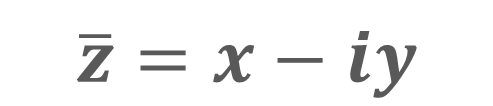 z̅ = x − iy